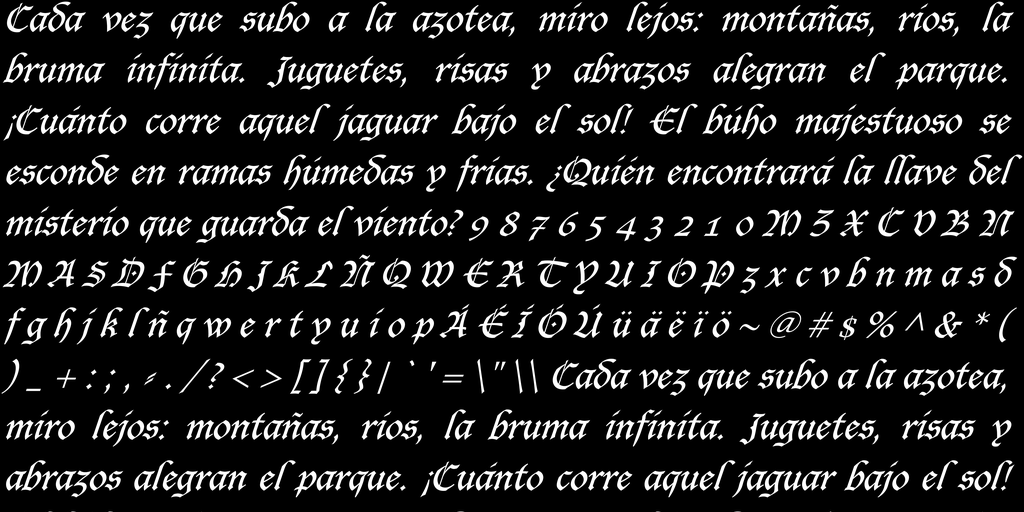 Cada vez que subo a la azotea, miro lejos: montañas, ríos, la
bruma infinita. Juguetes, risas y abrazos alegran el parque.
¡Cuánto corre aquel jaguar bajo el sol! El búho majestuoso se
esconde en ramas húmedas y frías. ¿Quién encontrará la llave del
misterio que guarda el viento? 9 8 7 6 5 4 3 2 1 0 M Z X C V B N
M A S D F G H J K L Ñ Q W E R T Y U I O P z x c v b n m a s d
f g h j k l ñ q w e r t y u i o p Á É Í Ó Ú ü ä ë ï ö ~ @ # $ % ^ & * (
) _ + : ; , - . / ? < > [ ] { } | ` ' = \ " \\ Cada vez que subo a la azotea,
miro lejos: montañas, ríos, la bruma infinita. Juguetes, risas y
abrazos alegran el parque. ¡Cuánto corre aquel jaguar bajo el sol!